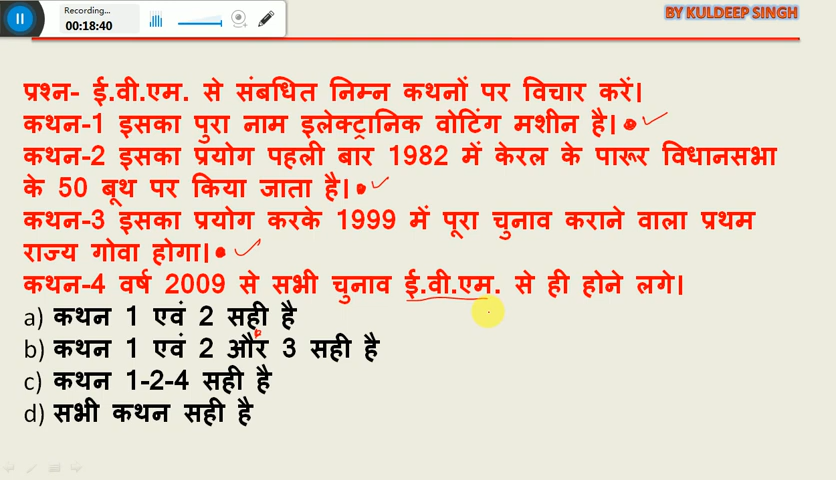 Recording...
00:18:40
BY KULDEEP SINGH
प्रश्न- ई.वी.एम. से संबधित निम्न कथनों पर विचार करें।
कथन-1 इसका पुरा नाम इलेक्ट्रानिक वोटिंग मशीन है।
कथन-2 इसका प्रयोग पहली बार 1982 में केरल के पारूर विधानसभा
के 50 बूथ पर किया जाता है।
कथन-3 इसका प्रयोग करके 1999 में पूरा चुनाव कराने वाला प्रथम
राज्य गोवा होगा।
कथन-4 वर्ष 2009 से सभी चुनाव ई.वी.एम. से ही होने लगे।
a) कथन 1 एवं 2 सही है
b) कथन 1 एवं 2 और 3 सही है
c) कथन 1-2-4 सही है
d) सभी कथन सही है